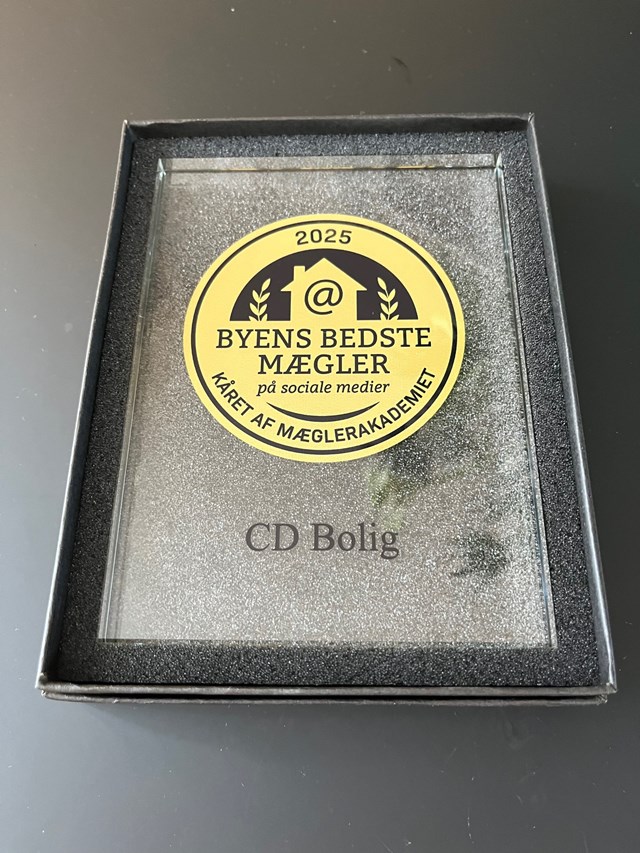 2025
@
BYENS BEDSTE
MÆGLER
på sociale medier
KÅRET AF MÆGLERAKADEMIET
CD Bolig